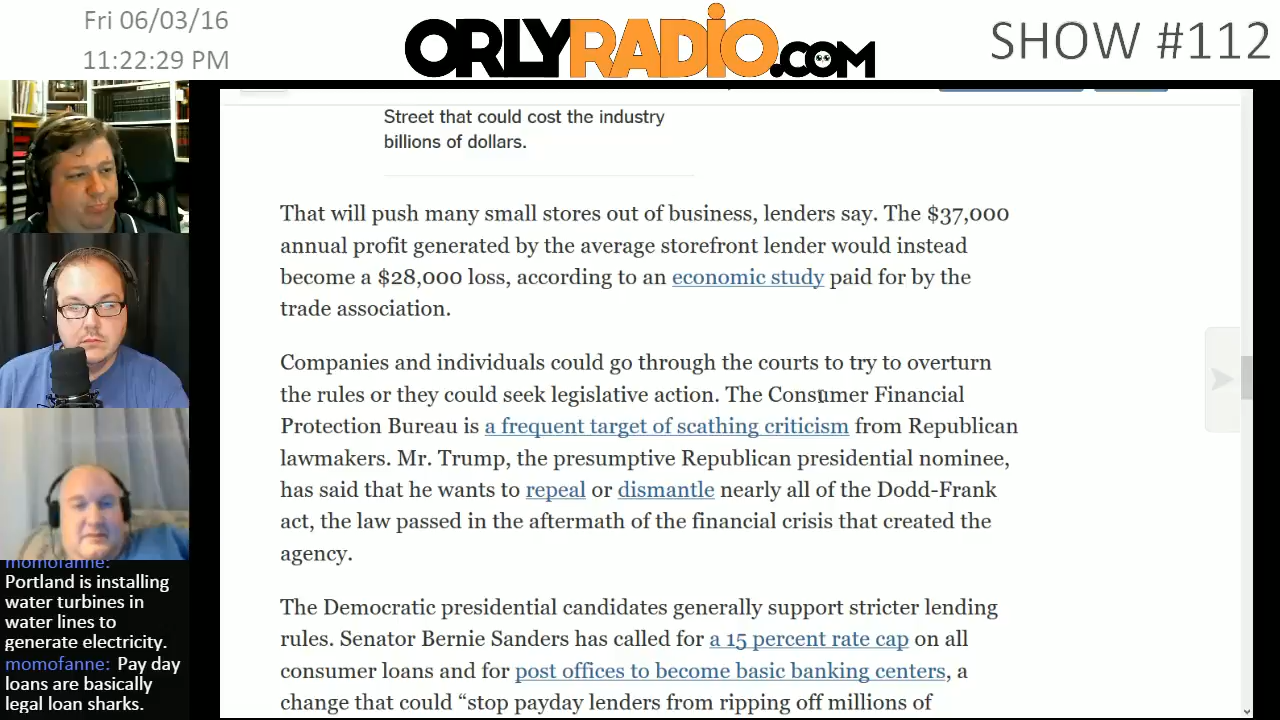 Fri 06/03/16
11:22:29 PM
ORLYRADIO.COM
SHOW #112
Street that could cost the industry
billions of dollars.
That will push many small stores out of business, lenders say. The $37,000
annual profit generated by the average storefront lender would instead
become a $28,000 loss, according to an economic study paid for by the
trade association.
Companies and individuals could go through the courts to try to overturn
the rules or they could seek legislative action. The Consumer Financial
Protection Bureau is a frequent target of scathing criticism from Republican
lawmakers. Mr. Trump, the presumptive Republican presidential nominee,
has said that he wants to repeal or dismantle nearly all of the Dodd-Frank
act, the law passed in the aftermath of the financial crisis that created the
agency.
The Democratic presidential candidates generally support stricter lending
rules. Senator Bernie Sanders has called for a 15 percent rate cap on all
consumer loans and for post offices to become basic banking centers, a
change that could “stop payday lenders from ripping off millions of
momofanne:
Portland is installing
water turbines in
water lines to
generate electricity.
momofanne: Pay day
loans are basically
legal loan sharks.